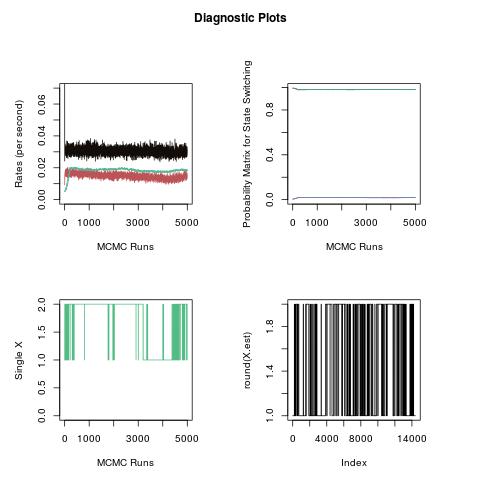 Diagnostic Plots
Rates (per second)
0.00 0.02 0.04 0.06
0 1000 3000 5000
MCMC Runs
Probability Matrix for State Switching
0.0 0.4 0.8
0 1000 3000 5000
MCMC Runs
Single X
0.0 0.5 1.0 1.5 2.0
0 1000 3000 5000
MCMC Runs
round(X.est)
1.0 1.4 1.8
0 4000 8000 14000
Index